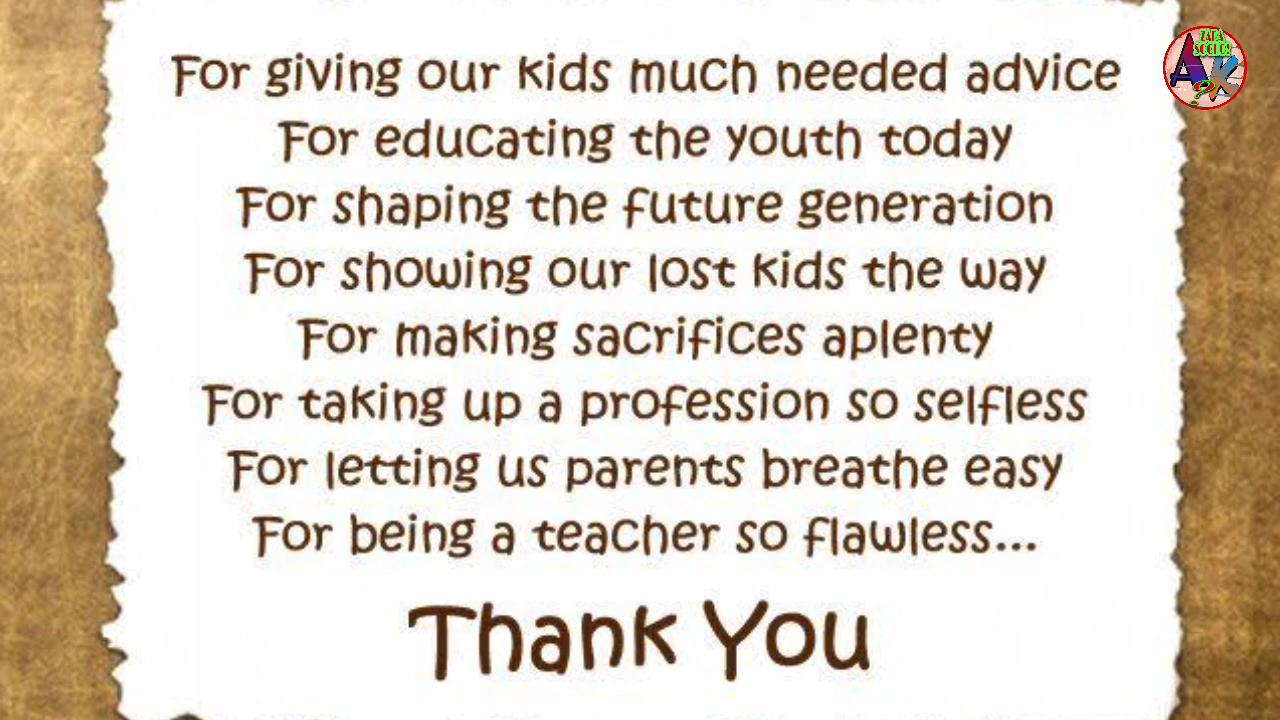 For giving our kids much needed advice
For educating the youth today
For shaping the future generation
For showing our lost kids the way
For making sacrifices aplenty
For taking up a profession so selfless
For letting us parents breathe easy
For being a teacher so flawless...
Thank You
A K